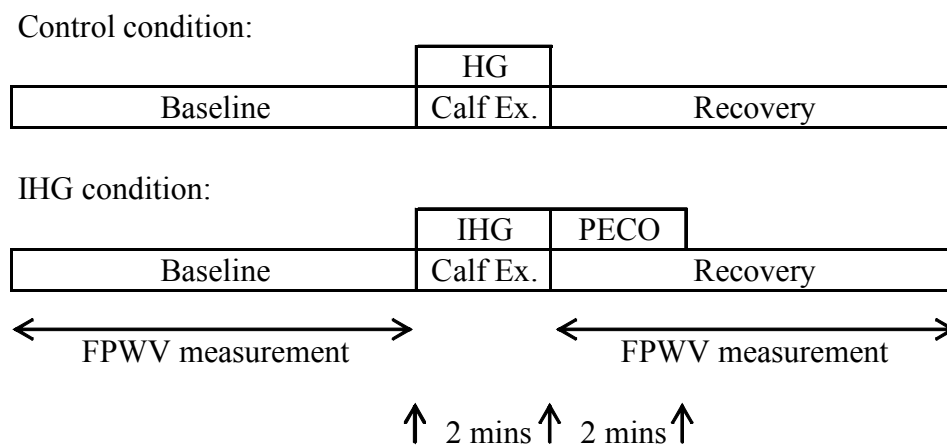 Control condition:
HG
Baseline Calf Ex. Recovery
IHG condition:
IHG PECO
Baseline Calf Ex. Recovery
FPWV measurement FPWV measurement
2 mins 2 mins